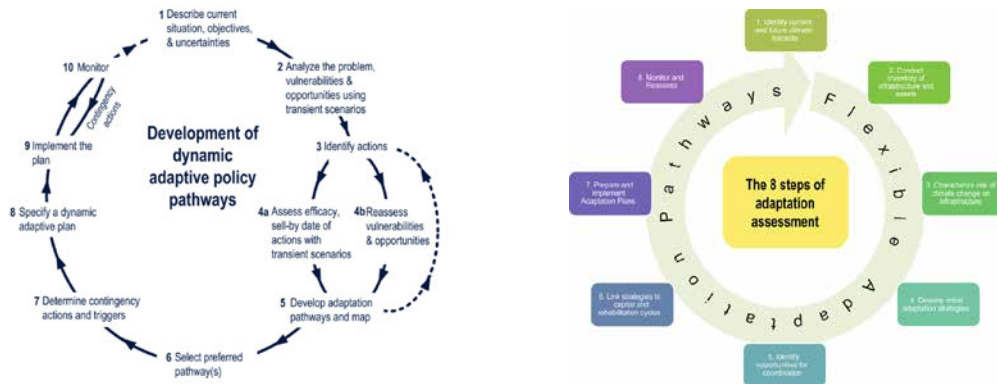 1 Describe current
situation, objectives,
& uncertainties
2 Analyze the problem,
vulnerabilities &
opportunities using
transient scenarios
3 Identify actions
4a Assess efficacy,
sell-by date of
actions with
transient scenarios
4b Reassess
vulnerabilities
& opportunities
5 Develop adaptation
pathways and map
6 Select preferred
pathway(s)
7 Determine contingency
actions and triggers
8 Specify a dynamic
adaptive plan
9 Implement the
plan
10 Monitor
Contingency
actions
Development of
dynamic
adaptive policy
pathways
1. Identify current
and future climate
hazards
2. Conduct
inventory of
infrastructure and
assets
3. Characterize risk of
climate change on
infrastructure
4. Develop initial
adaptation strategies
5. Identify
opportunities for
coordination
6. Link strategies to
capital and
rehabilitation cycles
7. Prepare and
implement
Adaptation Plans
8. Monitor and
Reassess
Flexible Adaptation Pathways
The 8 steps of
adaptation
assessment